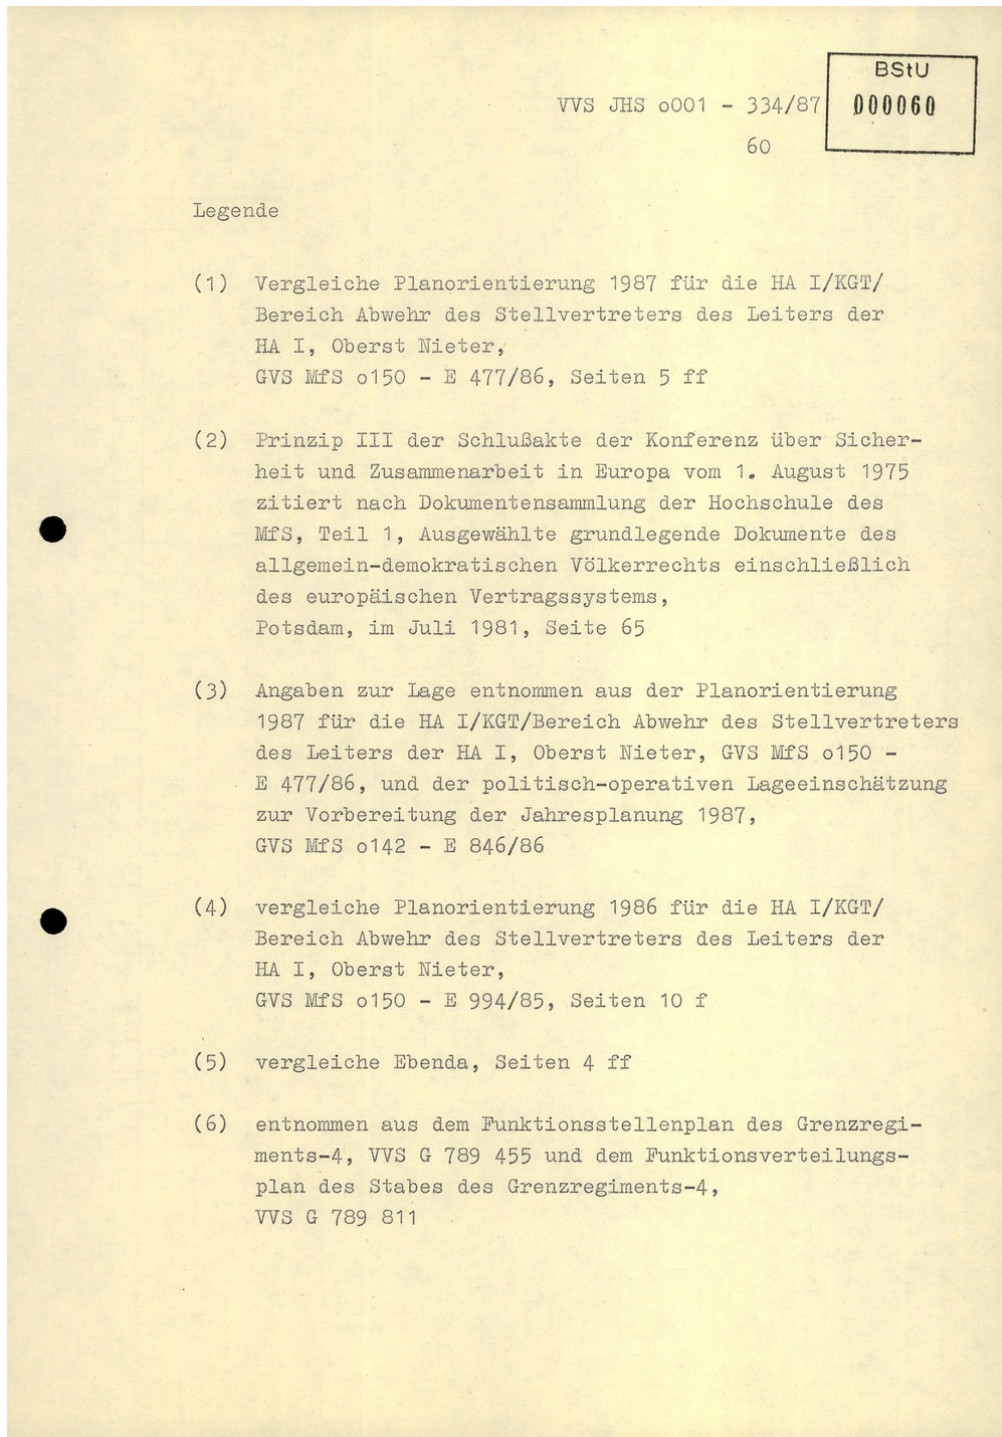 BStU
VVS JHS o001 - 334/87
000060
60
Legende
(1) Vergleiche Planorientierung 1987 für die HA I/KGT/
Bereich Abwehr des Stellvertreters des Leiters der
HA I, Oberst Nieter,
GVS MfS o150 - E 477/86, Seiten 5 ff
(2) Prinzip III der Schlußakte der Konferenz über Sicher-
heit und Zusammenarbeit in Europa vom 1. August 1975
zitiert nach Dokumentensammlung der Hochschule des
MfS, Teil 1, Ausgewählte grundlegende Dokumente des
allgemein-demokratischen Völkerrechts einschließlich
des europäischen Vertragssystems,
Potsdam, im Juli 1981, Seite 65
(3) Angaben zur Lage entnommen aus der Planorientierung
1987 für die HA I/KGT/Bereich Abwehr des Stellvertreters
des Leiters der HA I, Oberst Nieter, GVS MfS o150 -
E 477/86, und der politisch-operativen Lageeinschätzung
zur Vorbereitung der Jahresplanung 1987,
GVS MfS o142 - E 846/86
(4) vergleiche Planorientierung 1986 für die HA I/KGT/
Bereich Abwehr des Stellvertreters des Leiters der
HA I, Oberst Nieter,
GVS MfS o150 - E 994/85, Seiten 10 f
(5) vergleiche Ebenda, Seiten 4 ff
(6) entnommen aus dem Funktionsstellenplan des Grenzregi-
ments-4, VVS G 789 455 und dem Funktionsverteilungs-
plan des Stabes des Grenzregiments-4,
VVS G 789 811